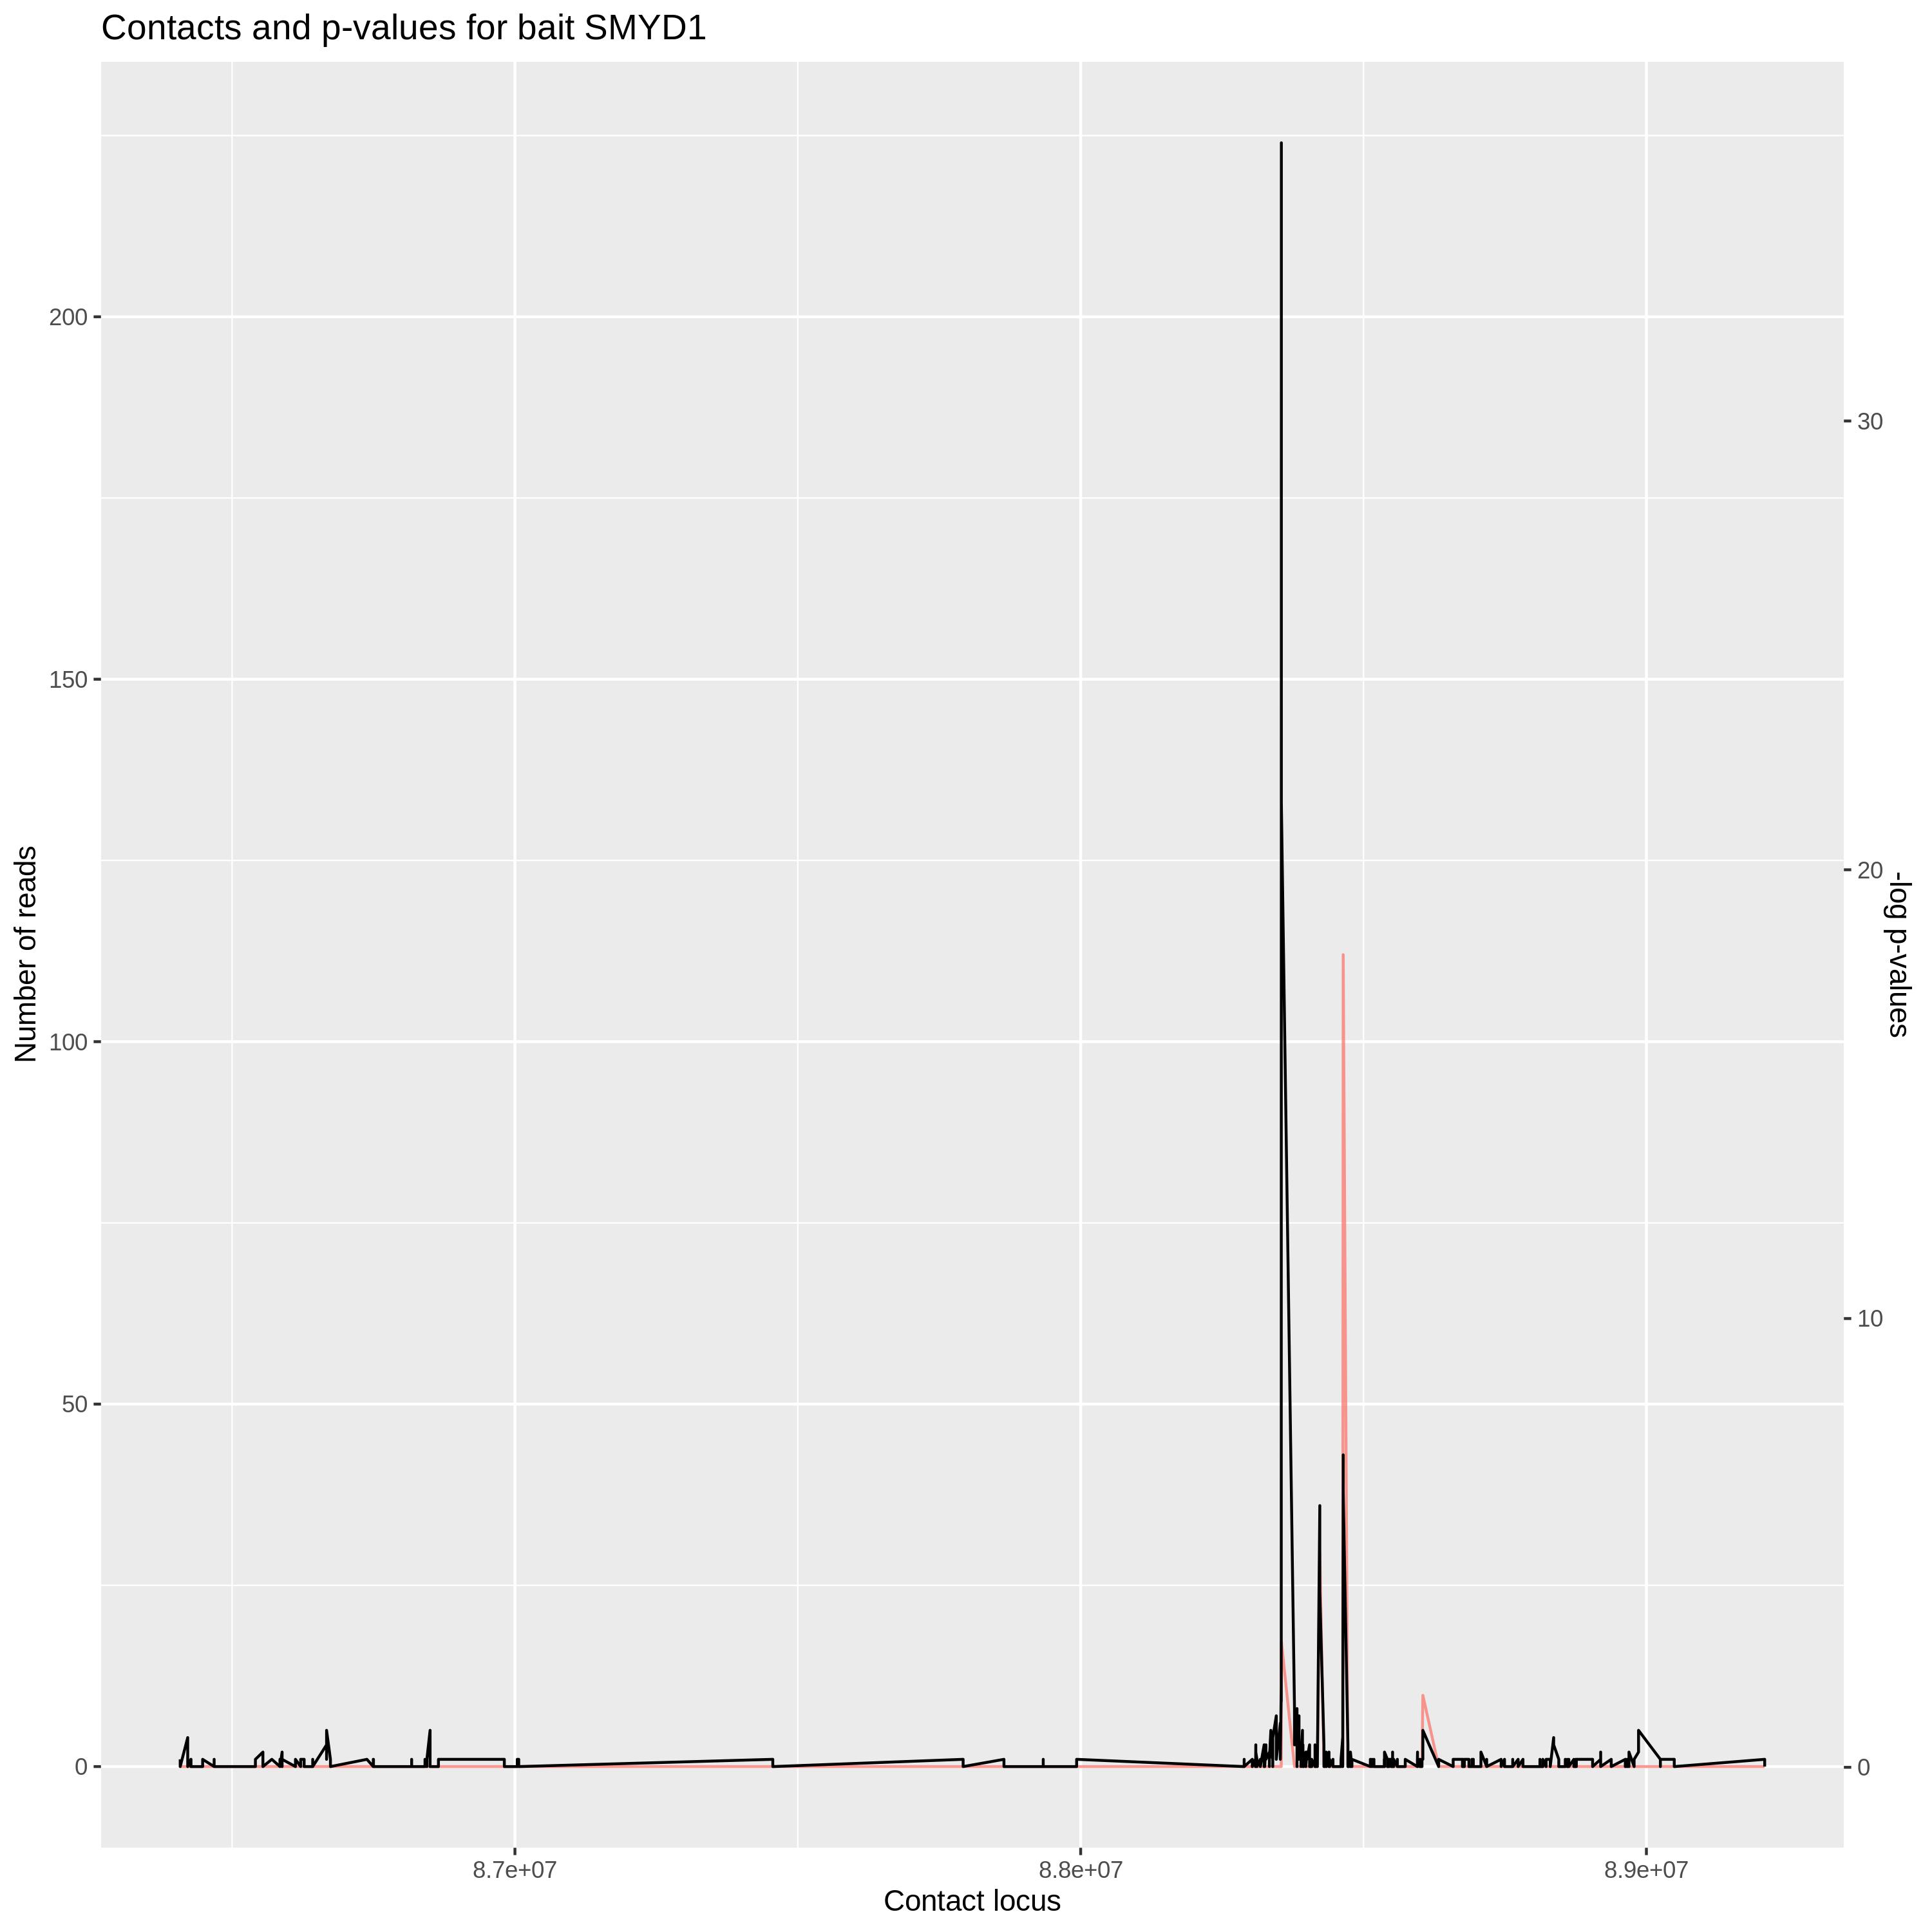 Contacts and p-values for bait SMYD1
200
150
100
50
0
Number of reads
30
20
10
0
-log p-values
8.7e+07
8.8e+07
8.9e+07
Contact locus